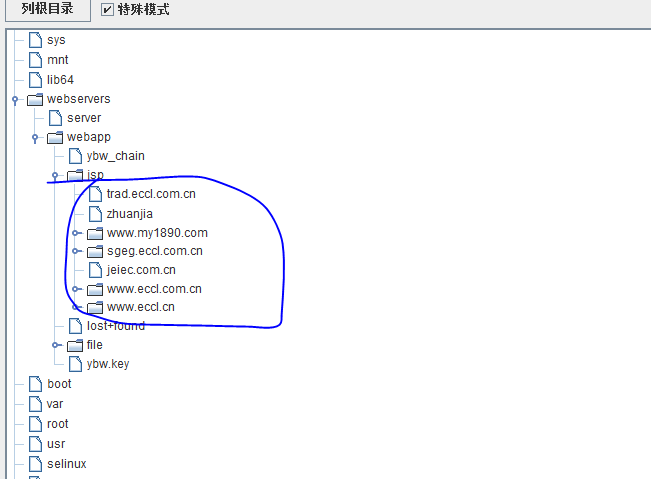 列根目录 特殊模式
sys
mnt
lib64
webservers
server
webapp
ybw_chain
jsp
trad.eccl.com.cn
zhuanjia
www.my1890.com
sgeg.eccl.com.cn
jeiec.com.cn
www.eccl.com.cn
www.eccl.cn
lost+found
file
ybw.key
boot
var
root
usr
selinux